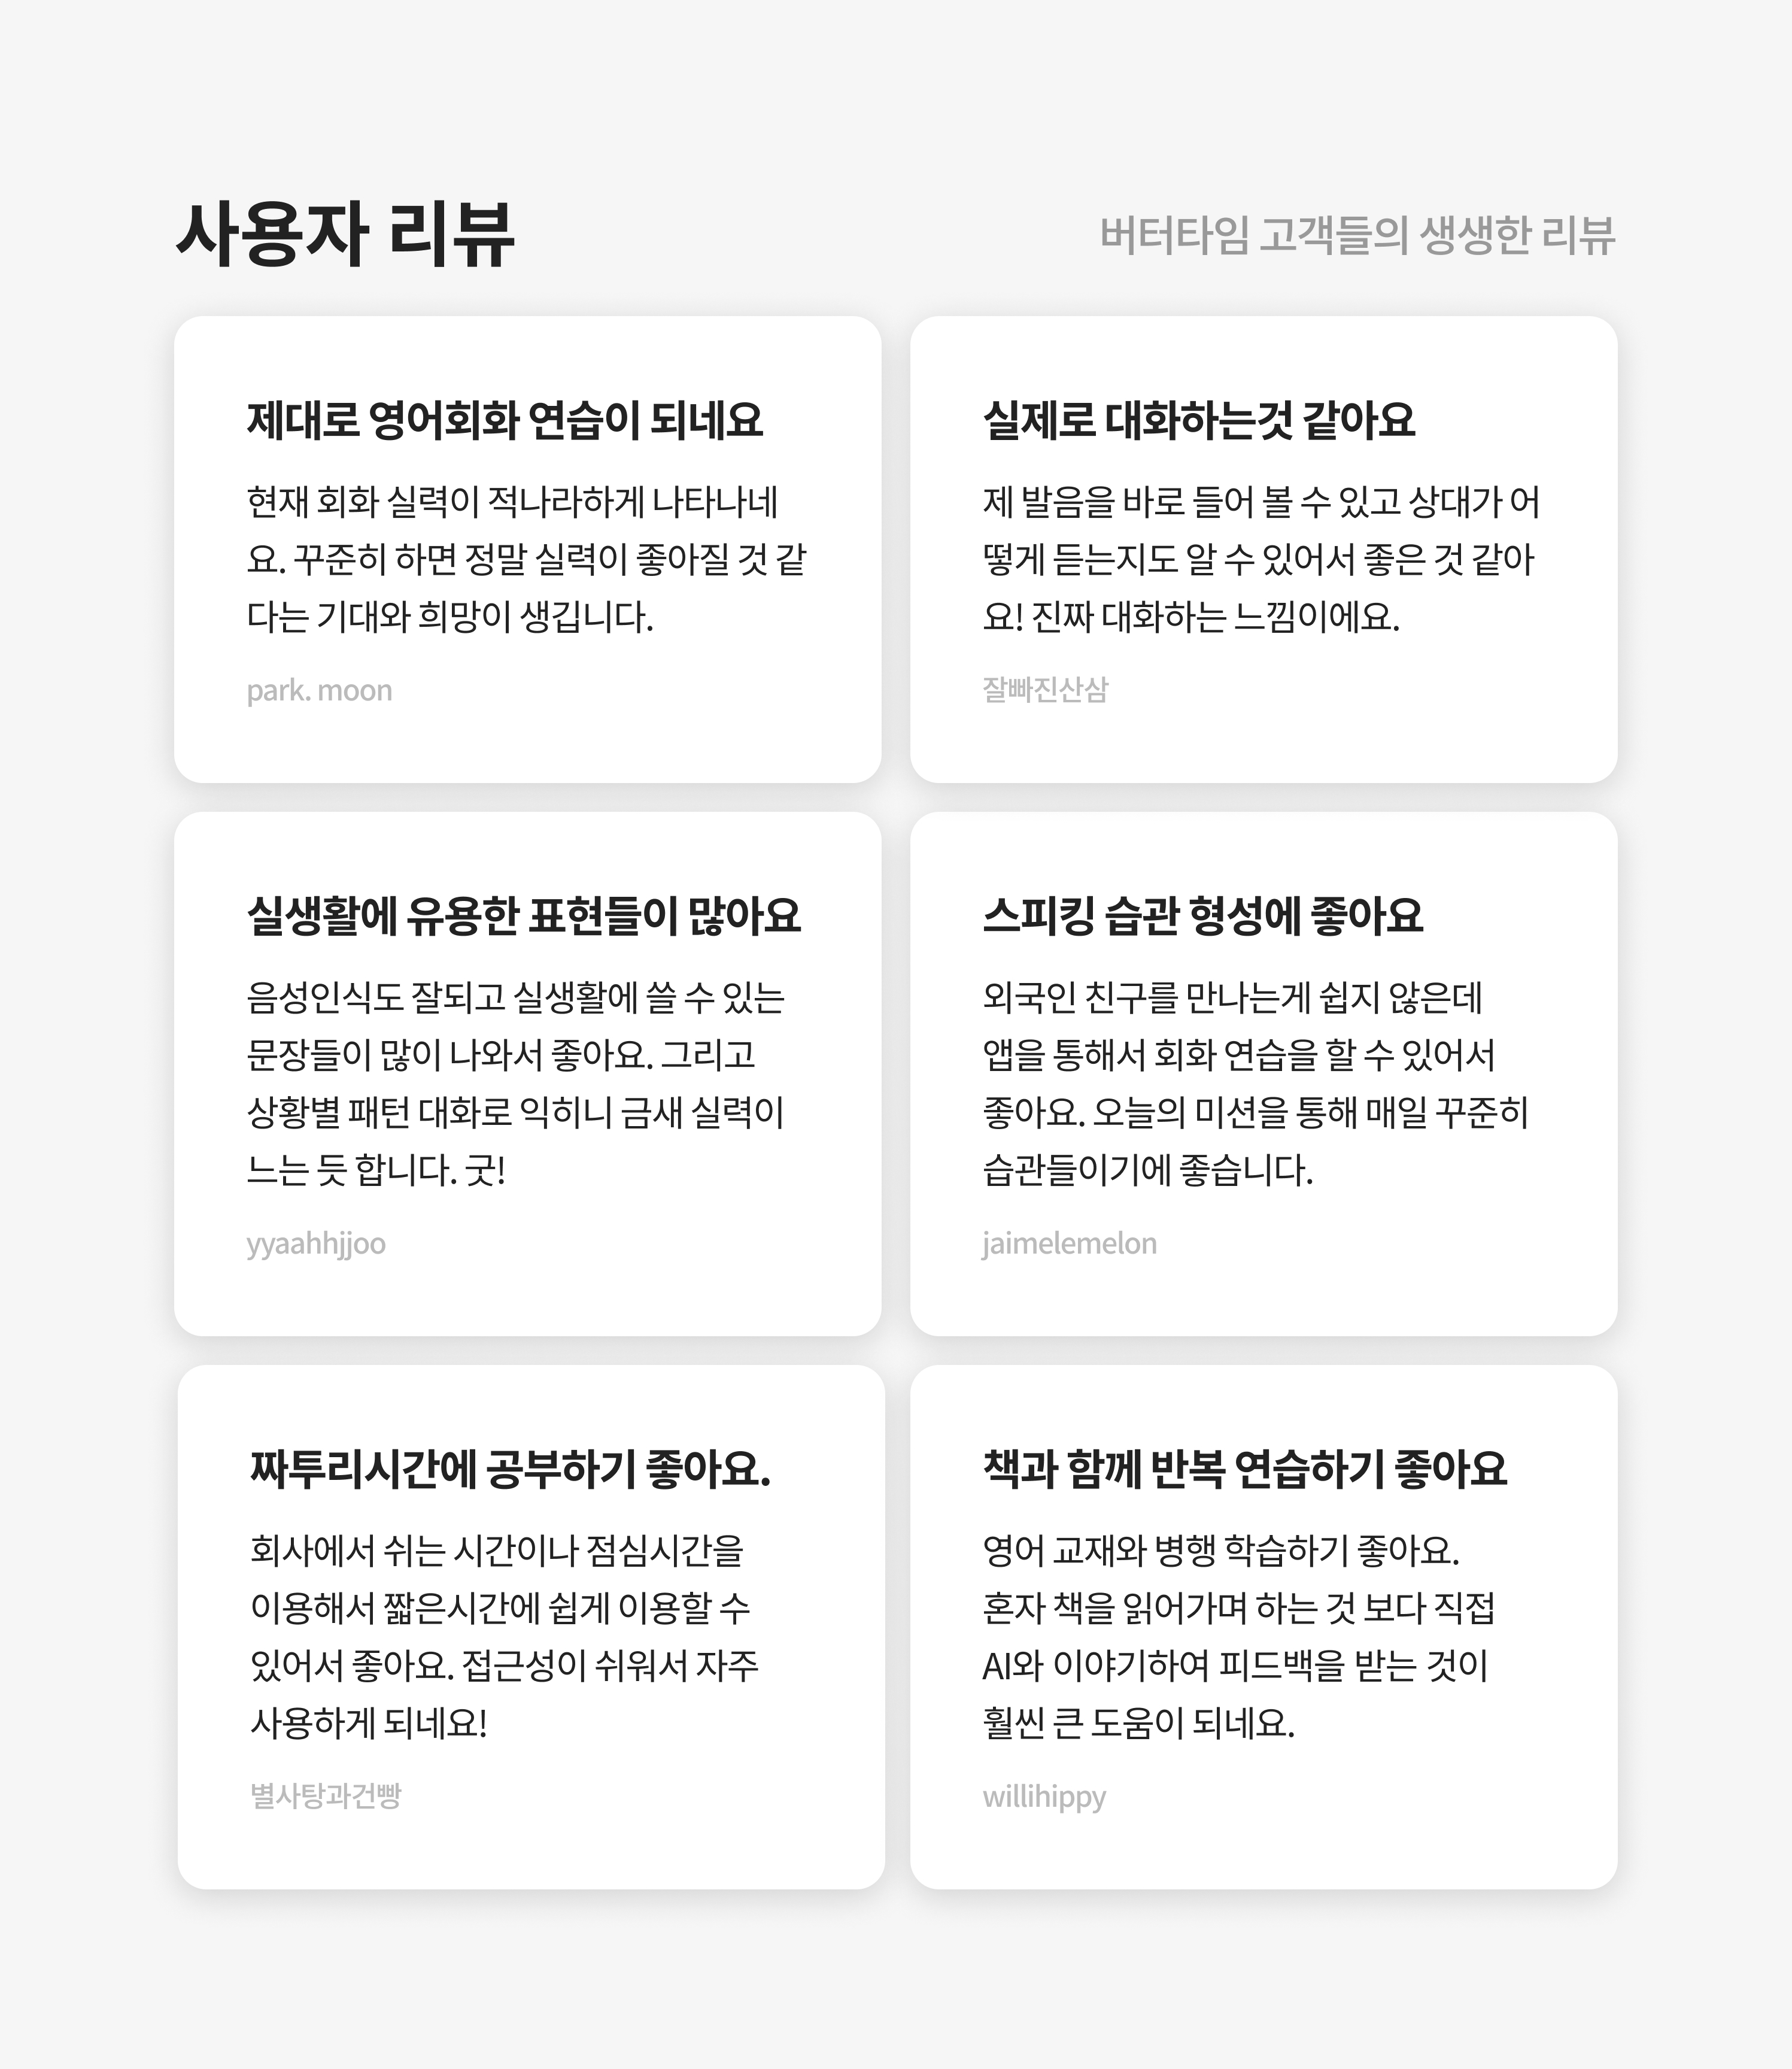 사용자 리뷰
버터타임 고객들의 생생한 리뷰
제대로 영어회화 연습이 되네요
현재 회화 실력이 적나라하게 나타나네
요. 꾸준히 하면 정말 실력이 좋아질 것 같
다는 기대와 희망이 생깁니다.
park. moon
실제로 대화하는것 같아요
제 발음을 바로 들어 볼 수 있고 상대가 어
떻게 듣는지도 알 수 있어서 좋은 것 같아
요! 진짜 대화하는 느낌이에요.
잘빠진산삼
실생활에 유용한 표현들이 많아요
음성인식도 잘되고 실생활에 쓸 수 있는
문장들이 많이 나와서 좋아요. 그리고
상황별 패턴 대화로 익히니 금새 실력이
느는 듯 합니다. 굿!
yyaahhjjoo
스피킹 습관 형성에 좋아요
외국인 친구를 만나는게 쉽지 않은데
앱을 통해서 회화 연습을 할 수 있어서
좋아요. 오늘의 미션을 통해 매일 꾸준히
습관들이기에 좋습니다.
jaimelemelon
짜투리시간에 공부하기 좋아요.
회사에서 쉬는 시간이나 점심시간을
이용해서 짧은시간에 쉽게 이용할 수
있어서 좋아요. 접근성이 쉬워서 자주
사용하게 되네요!
별사탕과건빵
책과 함께 반복 연습하기 좋아요
영어 교재와 병행 학습하기 좋아요.
혼자 책을 읽어가며 하는 것 보다 직접
AI와 이야기하여 피드백을 받는 것이
훨씬 큰 도움이 되네요.
willihippy